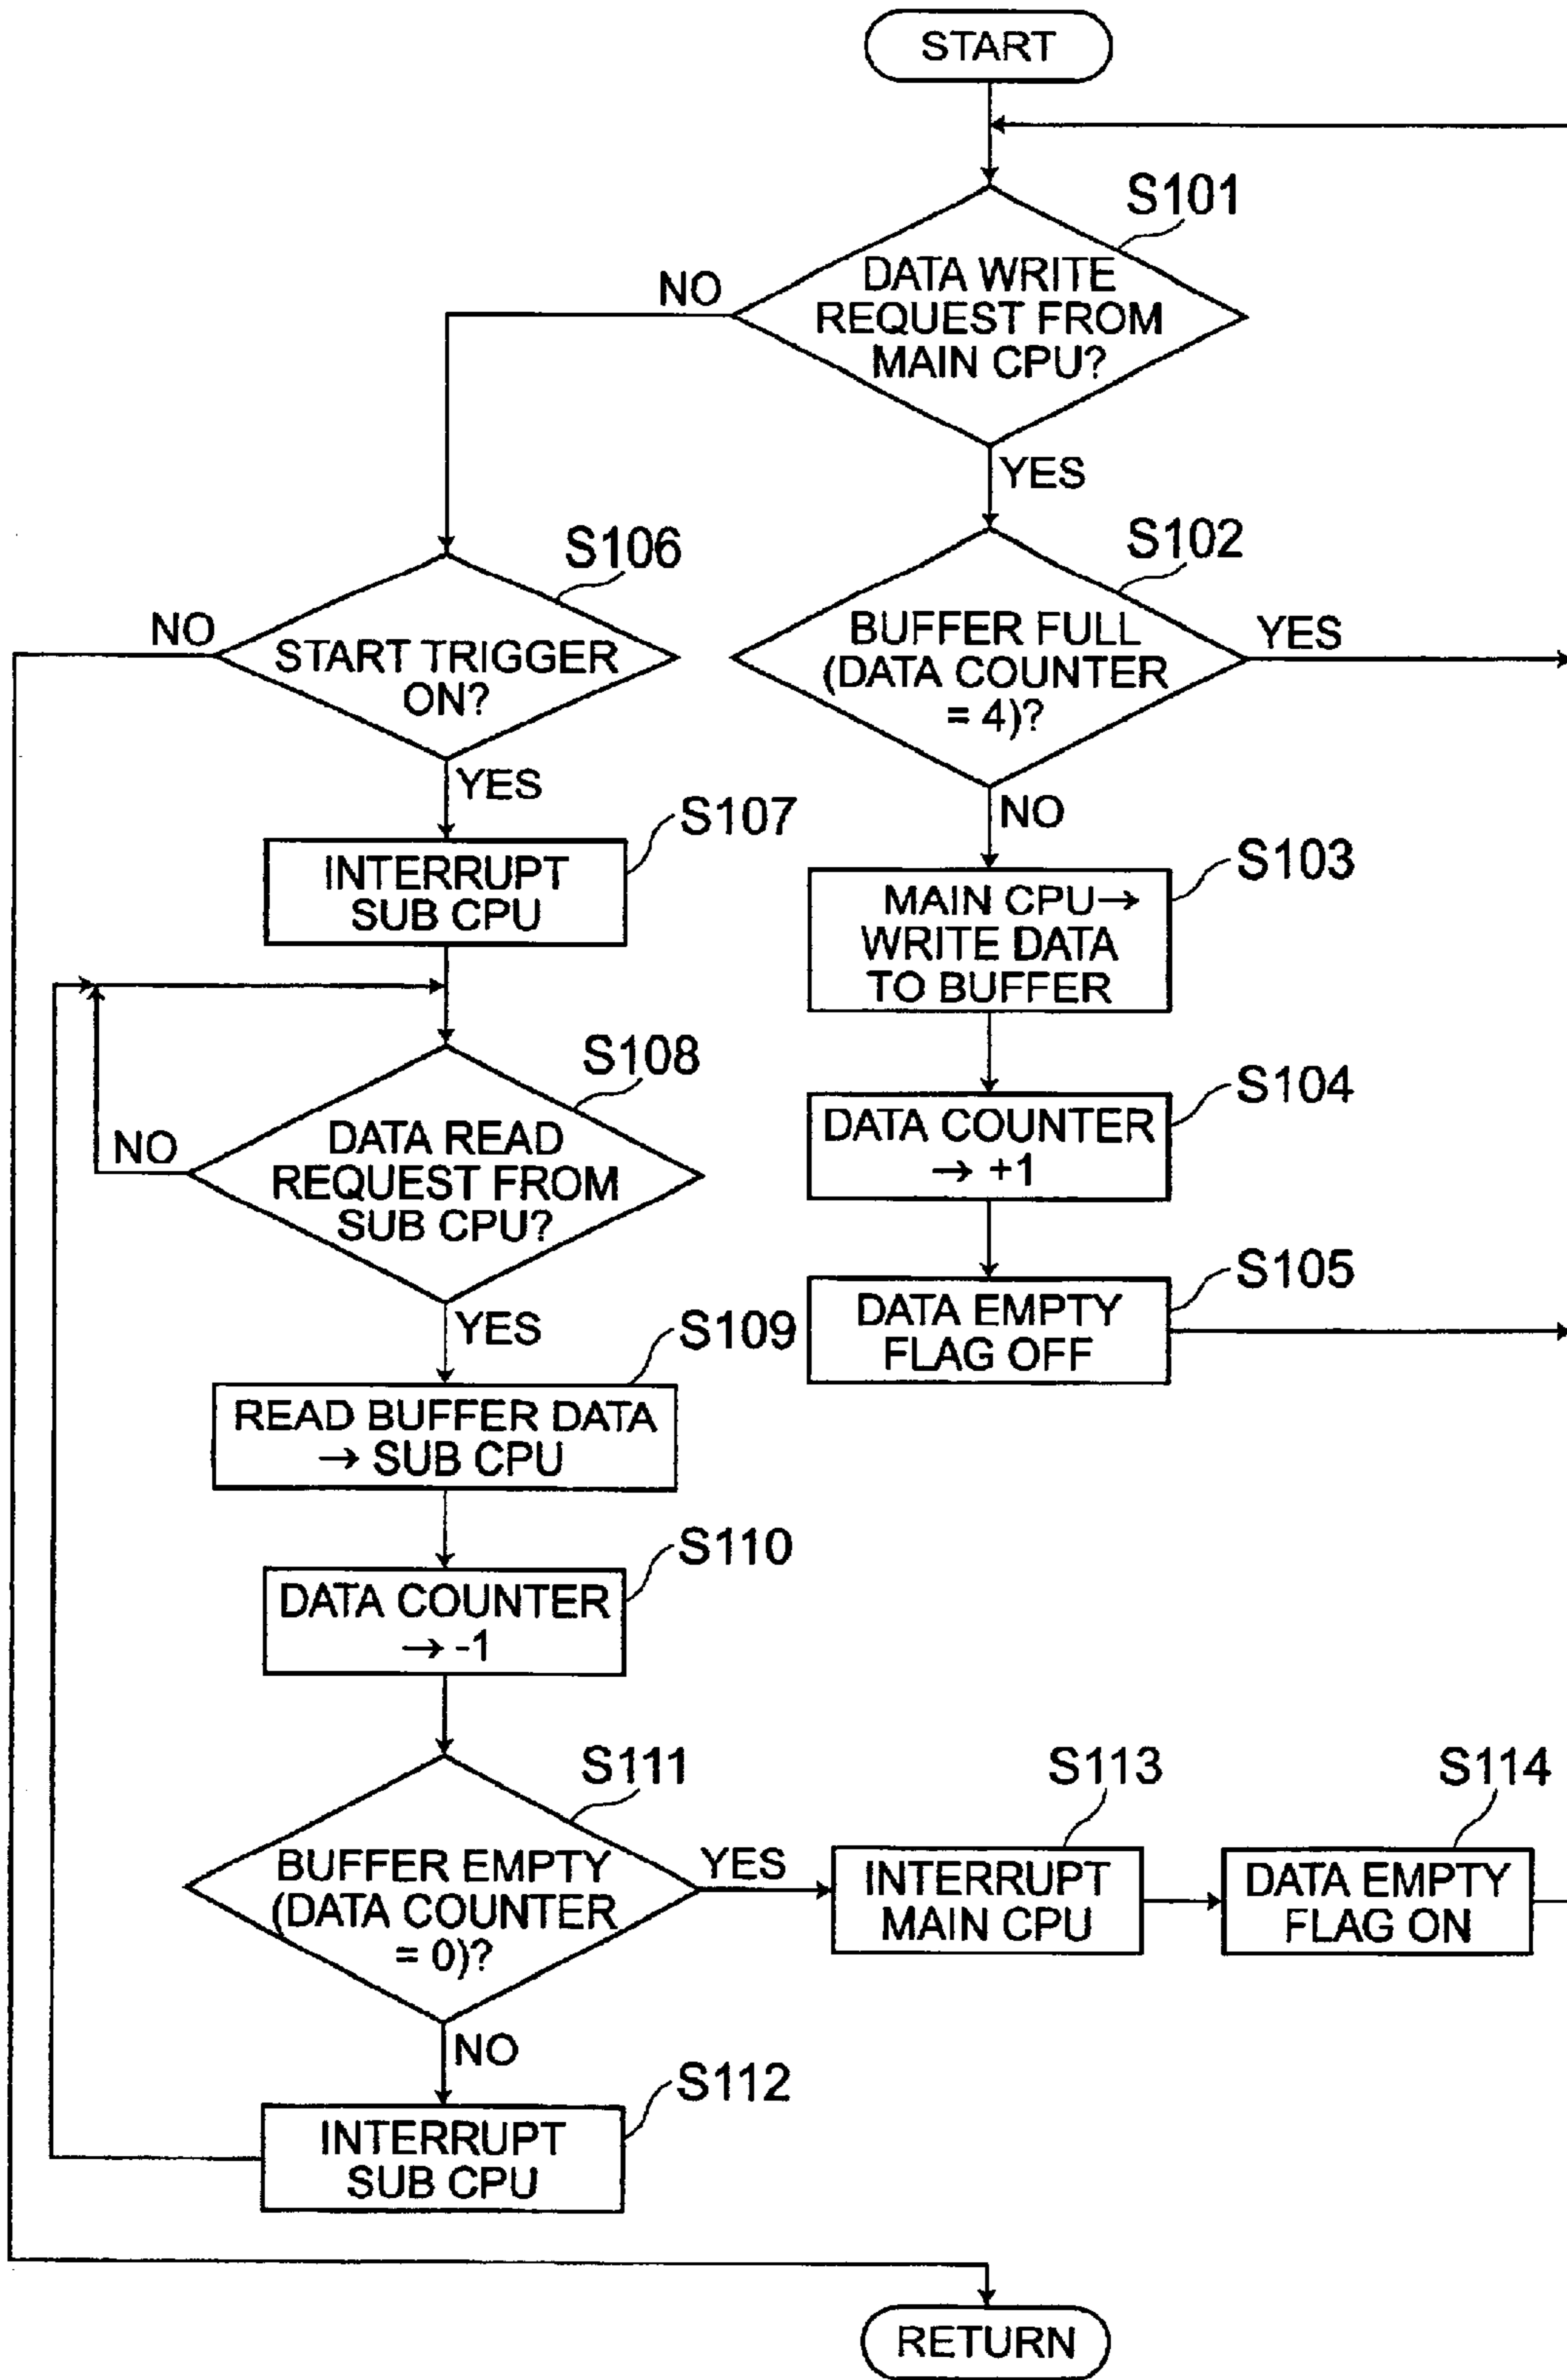 START
S101
DATA WRITE
REQUEST FROM
MAIN CPU?
NO
YES
S102
BUFFER FULL
(DATA COUNTER
= 4)?
YES
NO
S103
MAIN CPU→
WRITE DATA
TO BUFFER
S104
DATA COUNTER
→ +1
S105
DATA EMPTY
FLAG OFF
S106
START TRIGGER
ON?
NO
YES
S107
INTERRUPT
SUB CPU
S108
DATA READ
REQUEST FROM
SUB CPU?
NO
YES
S109
READ BUFFER DATA
→ SUB CPU
S110
DATA COUNTER
→ -1
S111
BUFFER EMPTY
(DATA COUNTER
= 0)?
YES
NO
S112
INTERRUPT
SUB CPU
S113
INTERRUPT
MAIN CPU
S114
DATA EMPTY
FLAG ON
RETURN